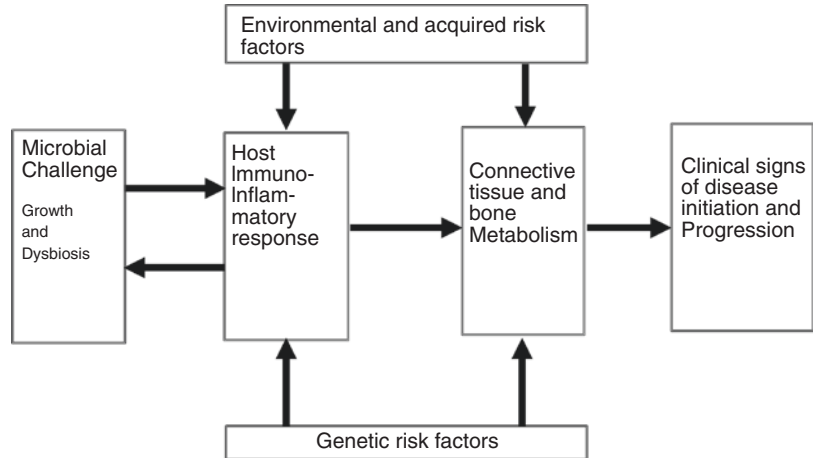 Environmental and acquired risk
factors
Microbial
Challenge
Growth
and
Dysbiosis
Host
Immuno-
Inflam-
matory
response
Connective
tissue and
bone
Metabolism
Clinical signs
of disease
initiation and
Progression
Genetic risk factors